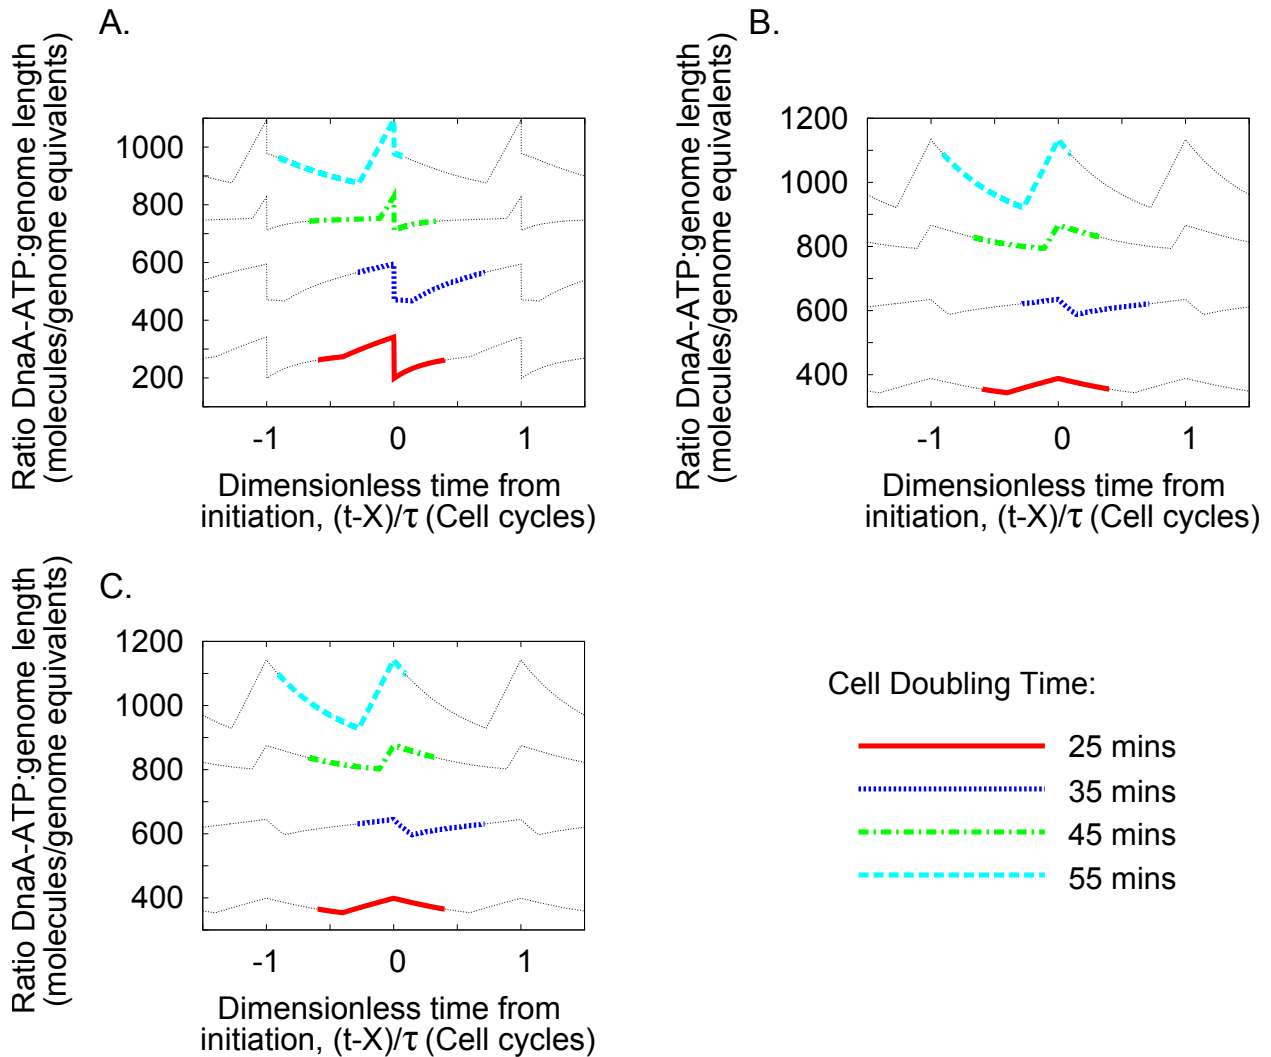 A.
Ratio DnaA-ATP:genome length
(molecules/genome equivalents)
1000
800
600
400
200
-1 0 1
Dimensionless time from
initiation, (t-X)/τ (Cell cycles)
B.
Ratio DnaA-ATP:genome length
(molecules/genome equivalents)
1200
1000
800
600
400
-1 0 1
Dimensionless time from
initiation, (t-X)/τ (Cell cycles)
C.
Ratio DnaA-ATP:genome length
(molecules/genome equivalents)
1200
1000
800
600
400
-1 0 1
Dimensionless time from
initiation, (t-X)/τ (Cell cycles)
Cell Doubling Time:
25 mins
35 mins
45 mins
55 mins